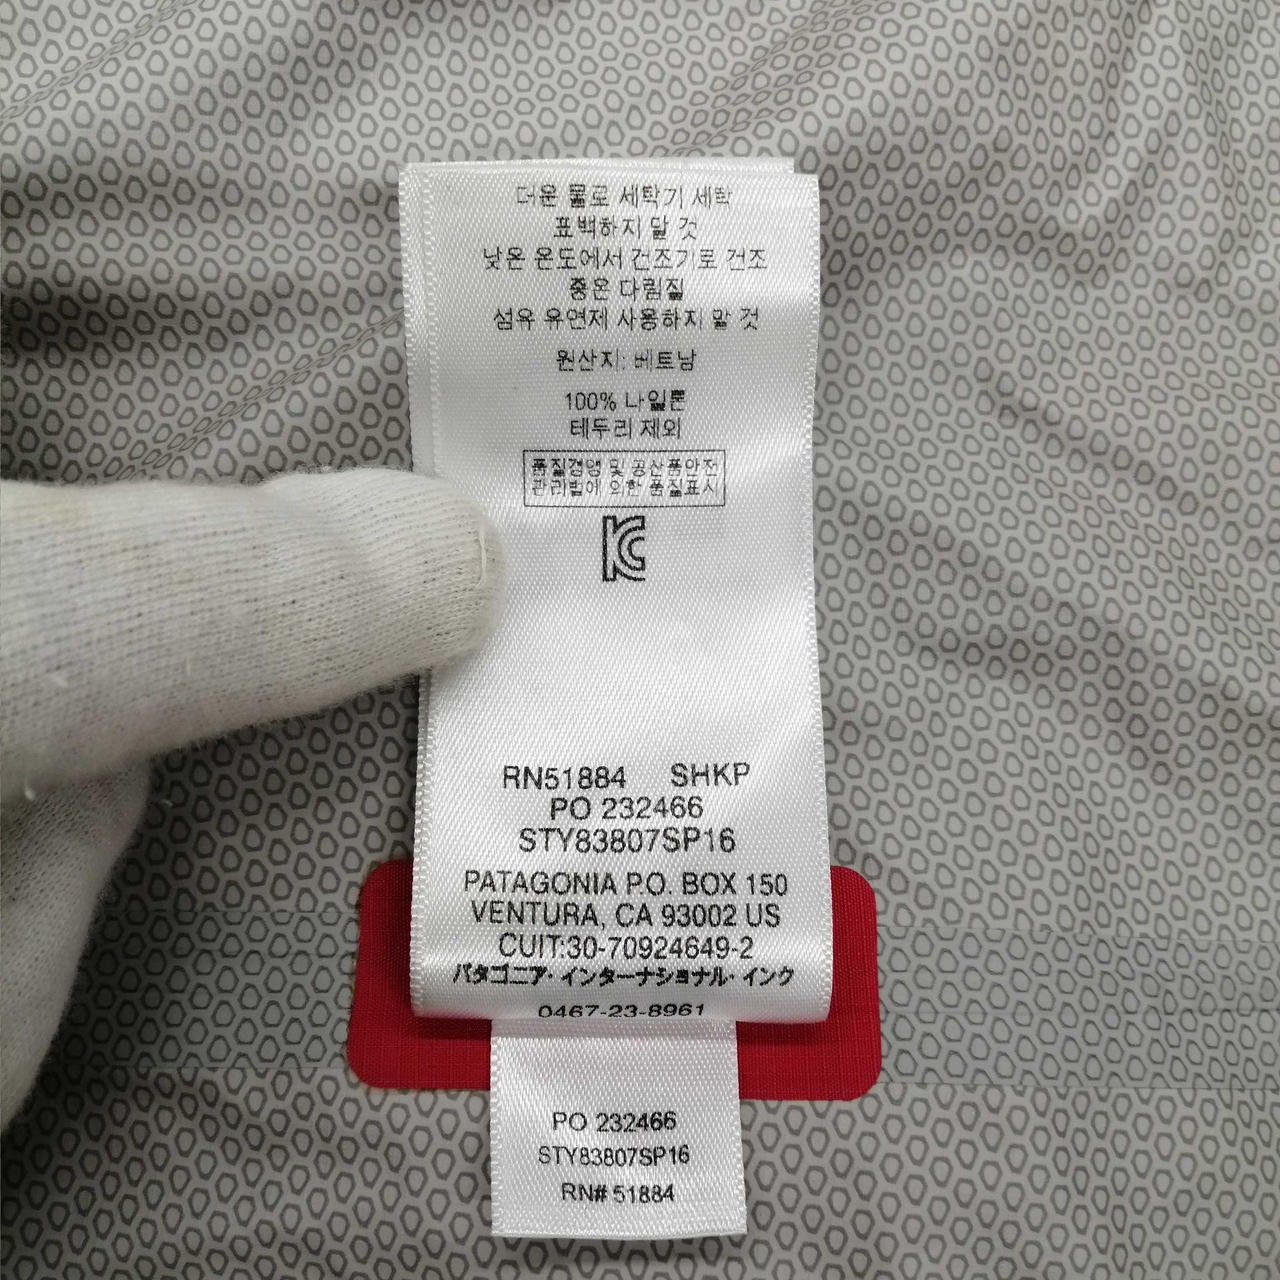 더운 물로 세탁기 세탁
표백하지 말 것
낮은 온도에서 건조기로 건조
중온 다림질
섬유 유연제 사용하지 말 것
원산지: 베트남
100% 나일론
테두리 제외
품질경영 및 공산품안전
관리법에 의한 품질표시
KC
RN51884 SHKP
PO 232466
STY83807SP16
PATAGONIA P.O. BOX 150
VENTURA, CA 93002 US
CUIT:30-70924649-2
パタゴニア・インターナショナル・インク
0467-23-8961
PO 232466
STY83807SP16
RN# 51884